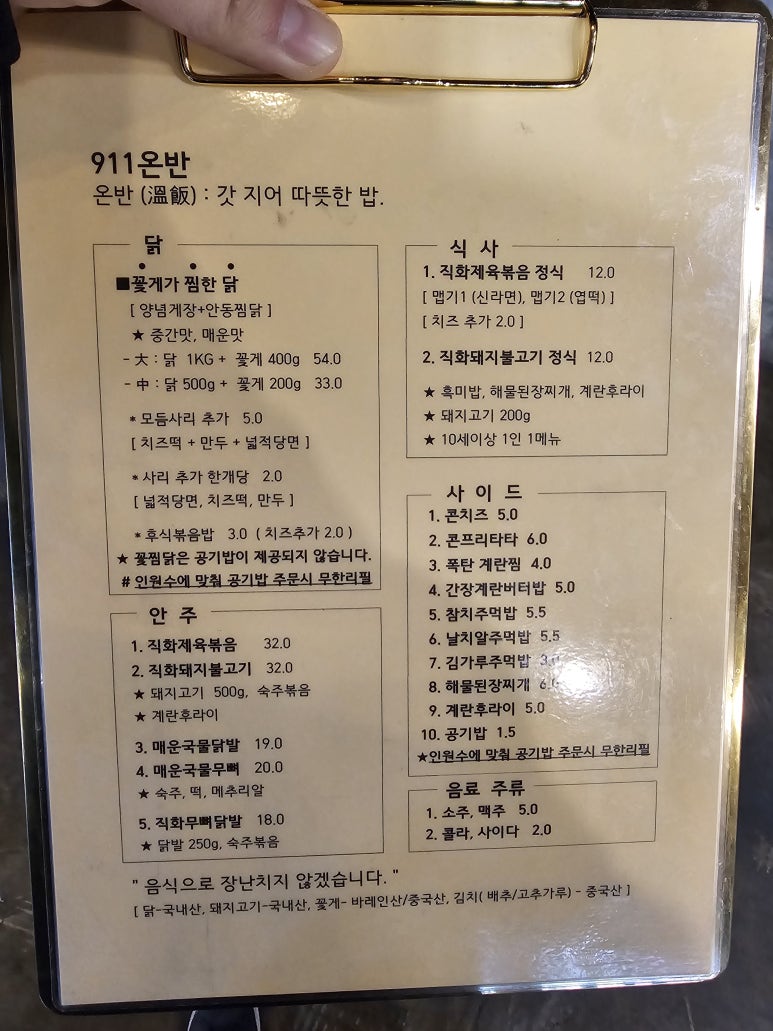 911온반
온반 (溫飯) : 갓 지어 따뜻한 밥.
닭
■꽃게가 찜한 닭
[ 양념게장+안동찜닭 ]
★ 중간맛, 매운맛
- 大 : 닭 1KG + 꽃게 400g 54.0
- 中 : 닭 500g + 꽃게 200g 33.0
* 모듬사리 추가 5.0
[ 치즈떡 + 만두 + 넓적당면 ]
* 사리 추가 한개당 2.0
[ 넓적당면, 치즈떡, 만두 ]
* 후식볶음밥 3.0 ( 치즈추가 2.0 )
★ 꽃찜닭은 공기밥이 제공되지 않습니다.
# 인원수에 맞춰 공기밥 주문시 무한리필
안 주
1. 직화제육볶음 32.0
2. 직화돼지불고기 32.0
★ 돼지고기 500g, 숙주볶음
★ 계란후라이
3. 매운국물닭발 19.0
4. 매운국물무뼈 20.0
★ 숙주, 떡, 메추리알
5. 직화무뼈닭발 18.0
★ 닭발 250g, 숙주볶음
식 사
1. 직화제육볶음 정식 12.0
[ 맵기1 (신라면), 맵기2 (엽떡) ]
[ 치즈 추가 2.0 ]
2. 직화돼지불고기 정식 12.0
★ 흑미밥, 해물된장찌개, 계란후라이
★ 돼지고기 200g
★ 10세이상 1인 1메뉴
사 이 드
1. 콘치즈 5.0
2. 콘프리타타 6.0
3. 폭탄 계란찜 4.0
4. 간장계란버터밥 5.0
5. 참치주먹밥 5.5
6. 날치알주먹밥 5.5
7. 김가루주먹밥 3.0
8. 해물된장찌개 6.0
9. 계란후라이 5.0
10. 공기밥 1.5
★인원수에 맞춰 공기밥 주문시 무한리필
음료 주류
1. 소주, 맥주 5.0
2. 콜라, 사이다 2.0
" 음식으로 장난치지 않겠습니다. "
[ 닭-국내산, 돼지고기-국내산, 꽃게- 바레인산/중국산, 김치( 배추/고추가루) - 중국산 ]